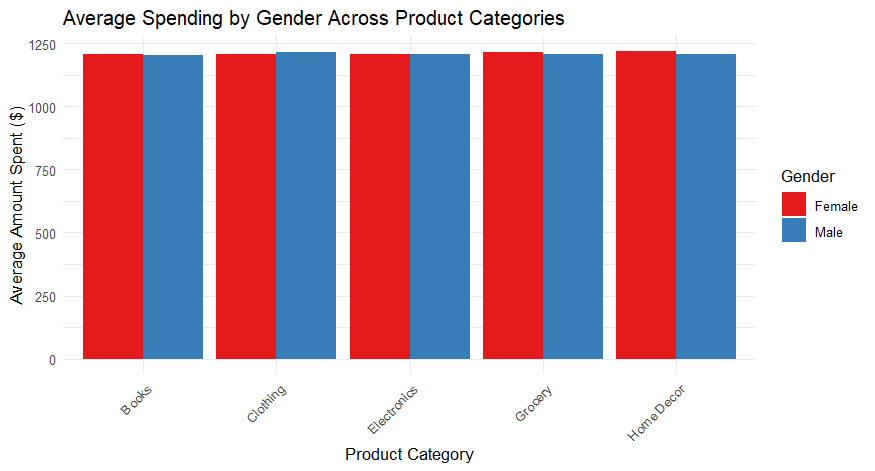 Average Spending by Gender Across Product Categories
Average Amount Spent ($)
1250
1000
750
500
250
0
Books
Clothing
Electronics
Grocery
Home Decor
Product Category
Gender
Female
Male